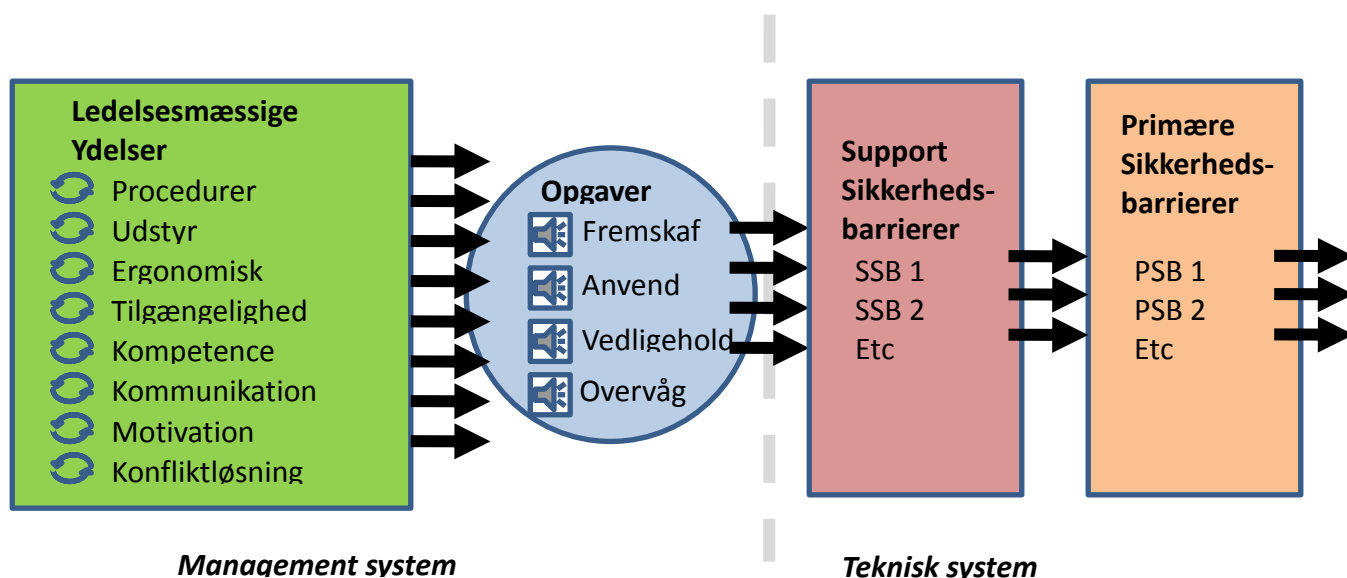 Ledelsesmæssige
Ydelser
Procedurer
Udstyr
Ergonomisk
Tilgængelighed
Kompetence
Kommunikation
Motivation
Konfliktløsning
Opgaver
Fremskaf
Anvend
Vedligehold
Overvåg
Support
Sikkerheds-
barrierer
SSB 1
SSB 2
Etc
Primære
Sikkerheds-
barrierer
PSB 1
PSB 2
Etc
Management system
Teknisk system